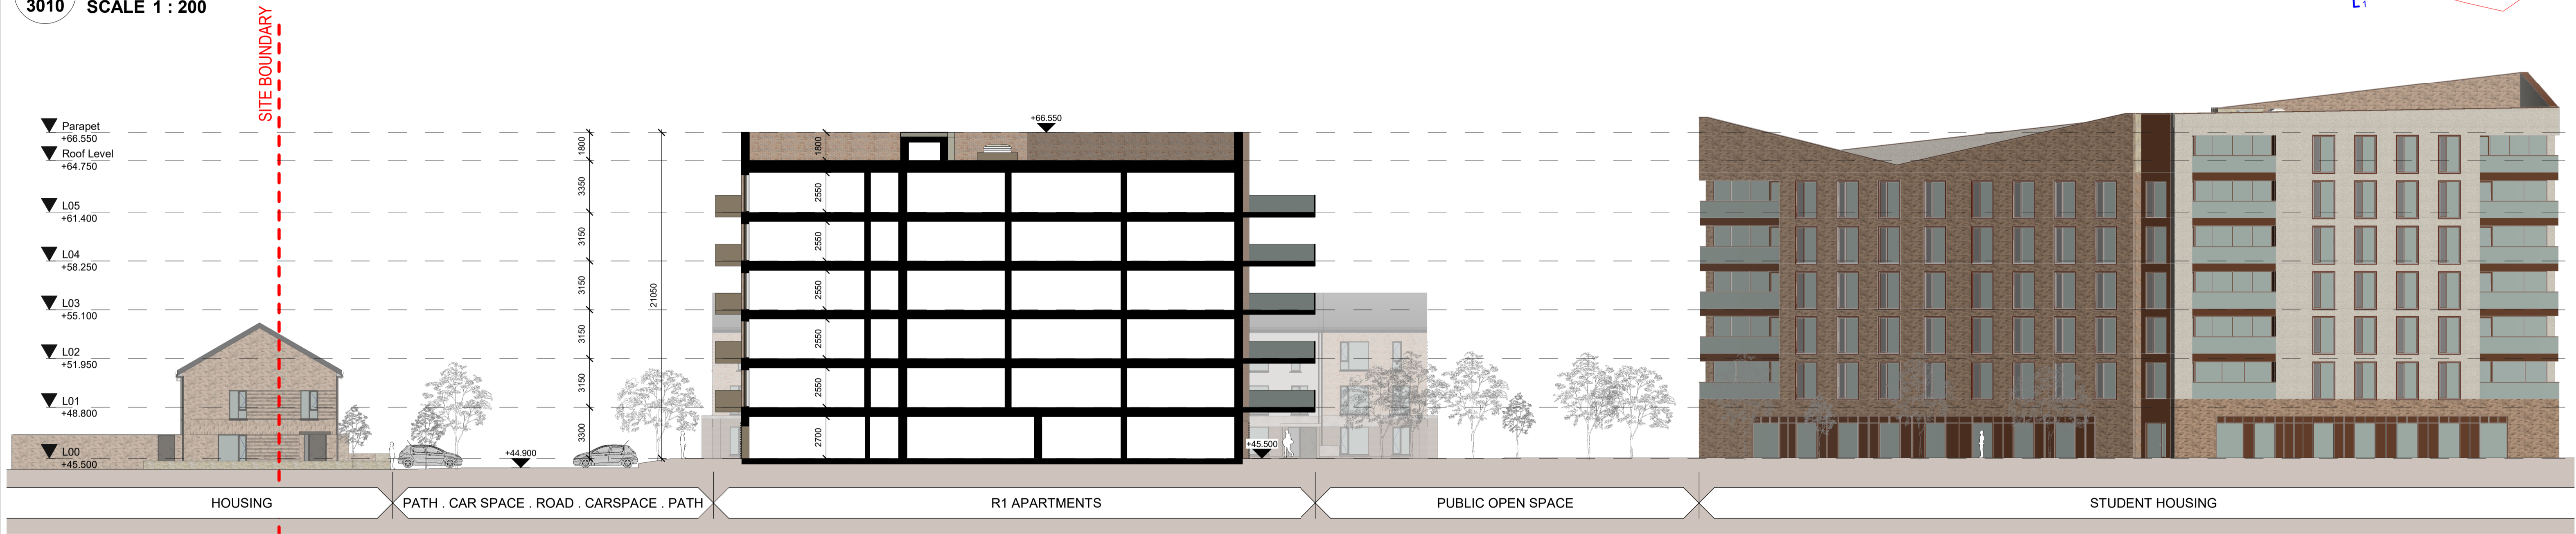 3010
SCALE 1 : 200
SITE BOUNDARY
L 1
Parapet
+66.550
Roof Level
+64.750
L05
+61.400
L04
+58.250
L03
+55.100
L02
+51.950
L01
+48.800
L00
+45.500
1800
3350
3150
3150
3150
3150
3300
21050
1800
2550
2550
2550
2550
2550
2700
+66.550
+44.900
+45.500
HOUSING
PATH . CAR SPACE . ROAD . CARSPACE . PATH
R1 APARTMENTS
PUBLIC OPEN SPACE
STUDENT HOUSING